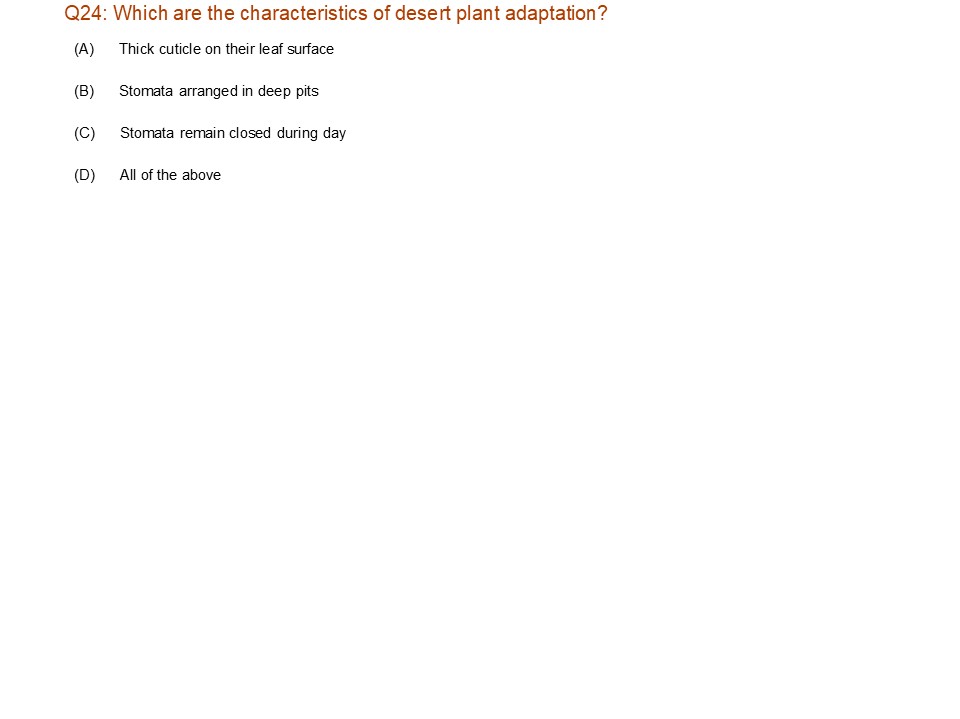 Q24: Which are the characteristics of desert plant adaptation?
(A) Thick cuticle on their leaf surface
(B) Stomata arranged in deep pits
(C) Stomata remain closed during day
(D) All of the above